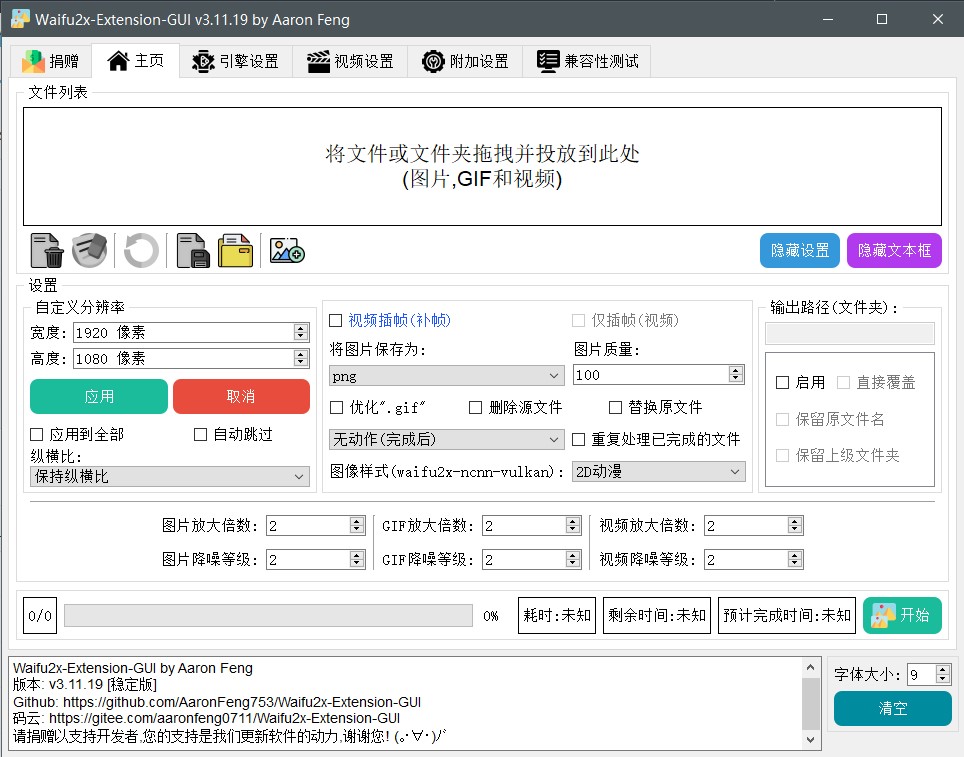 Waifu2x-Extension-GUI v3.11.19 by Aaron Feng
捐赠 主页 引擎设置 视频设置 附加设置 兼容性测试
文件列表
将文件或文件夹拖拽并投放到此处
(图片,GIF和视频)
隐藏设置 隐藏文本框
设置
自定义分辨率
宽度: 1920 像素
高度: 1080 像素
应用 取消
应用到全部 自动跳过
纵横比:
保持纵横比
视频插帧(补帧) 仅插帧(视频)
将图片保存为: 图片质量:
png 100
优化".gif" 删除源文件 替换原文件
无动作(完成后) 重复处理已完成的文件
图像样式(waifu2x-ncnn-vulkan): 2D动漫
输出路径(文件夹):
启用 直接覆盖
保留原文件名
保留上级文件夹
图片放大倍数: 2 GIF放大倍数: 2 视频放大倍数: 2
图片降噪等级: 2 GIF降噪等级: 2 视频降噪等级: 2
0/0 0% 耗时:未知 剩余时间:未知 预计完成时间:未知 开始
Waifu2x-Extension-GUI by Aaron Feng
版本: v3.11.19 [稳定版]
Github: https://github.com/AaronFeng753/Waifu2x-Extension-GUI
码云: https://gitee.com/aaronfeng0711/Waifu2x-Extension-GUI
请捐赠以支持开发者,您的支持是我们更新软件的动力,谢谢您! (｡･∀･)ﾉﾞ
字体大小: 9
清空